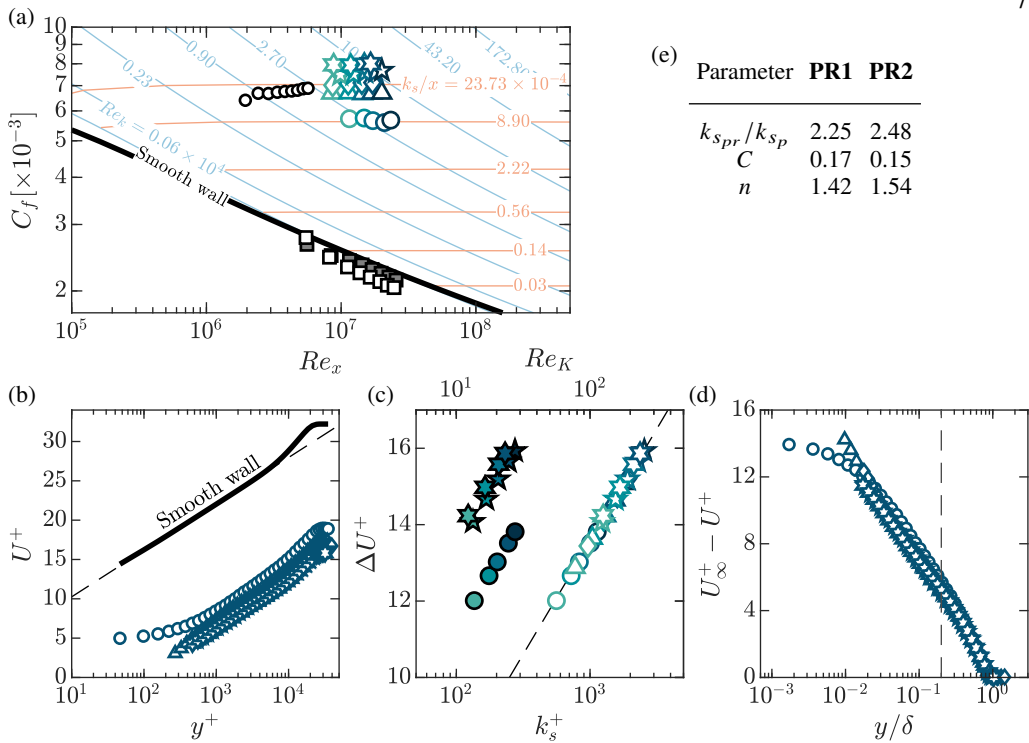 7
(a)
10
9
8
7
6
5
4
3
2
C_f [×10^{-3}]
0.23
0.90
2.70
10
43.20
172.80
k_s/x = 23.73 × 10^{-4}
8.90
2.22
0.56
0.14
0.03
Re_k = 0.06 × 10^4
Smooth wall
10^5
10^6
10^7
10^8
Re_x
(e)
Parameter PR1 PR2
k_{s_{pr}}/k_{s_p} 2.25 2.48
C 0.17 0.15
n 1.42 1.54
(b)
30
25
20
15
10
5
0
U^+
Smooth wall
10^1
10^2
10^3
10^4
y^+
(c)
Re_K
10^1
10^2
16
14
12
10
ΔU^+
10^2
10^3
k_s^+
(d)
16
12
8
4
0
U_∞^+ − U^+
10^{-3}
10^{-2}
10^{-1}
10^0
y/δ